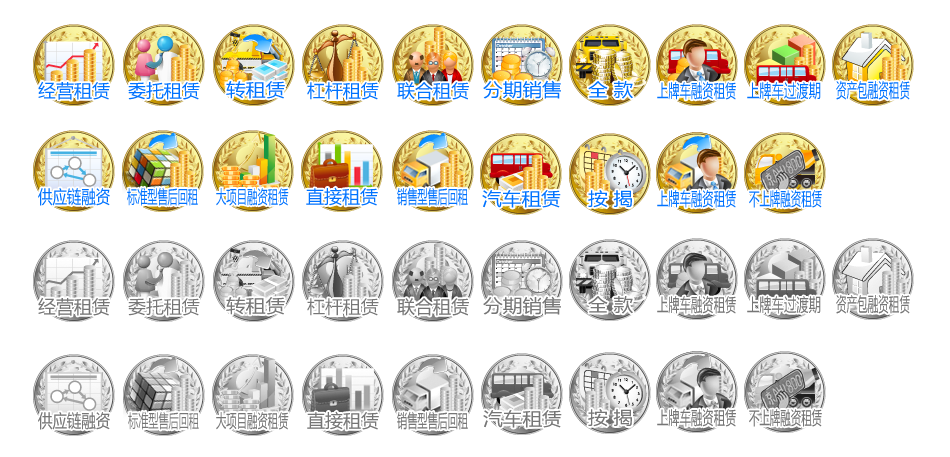 经营租赁 委托租赁 转租赁 杠杆租赁 联合租赁 分期销售 全款 上牌车融资租赁 上牌车过渡期 资产包融资租赁
供应链融资 标准型售后回租 大项目融资租赁 直接租赁 销售型售后回租 汽车租赁 按揭 上牌车融资租赁 不上牌融资租赁
经营租赁 委托租赁 转租赁 杠杆租赁 联合租赁 分期销售 全款 上牌车融资租赁 上牌车过渡期 资产包融资租赁
供应链融资 标准型售后回租 大项目融资租赁 直接租赁 销售型售后回租 汽车租赁 按揭 上牌车融资租赁 不上牌融资租赁